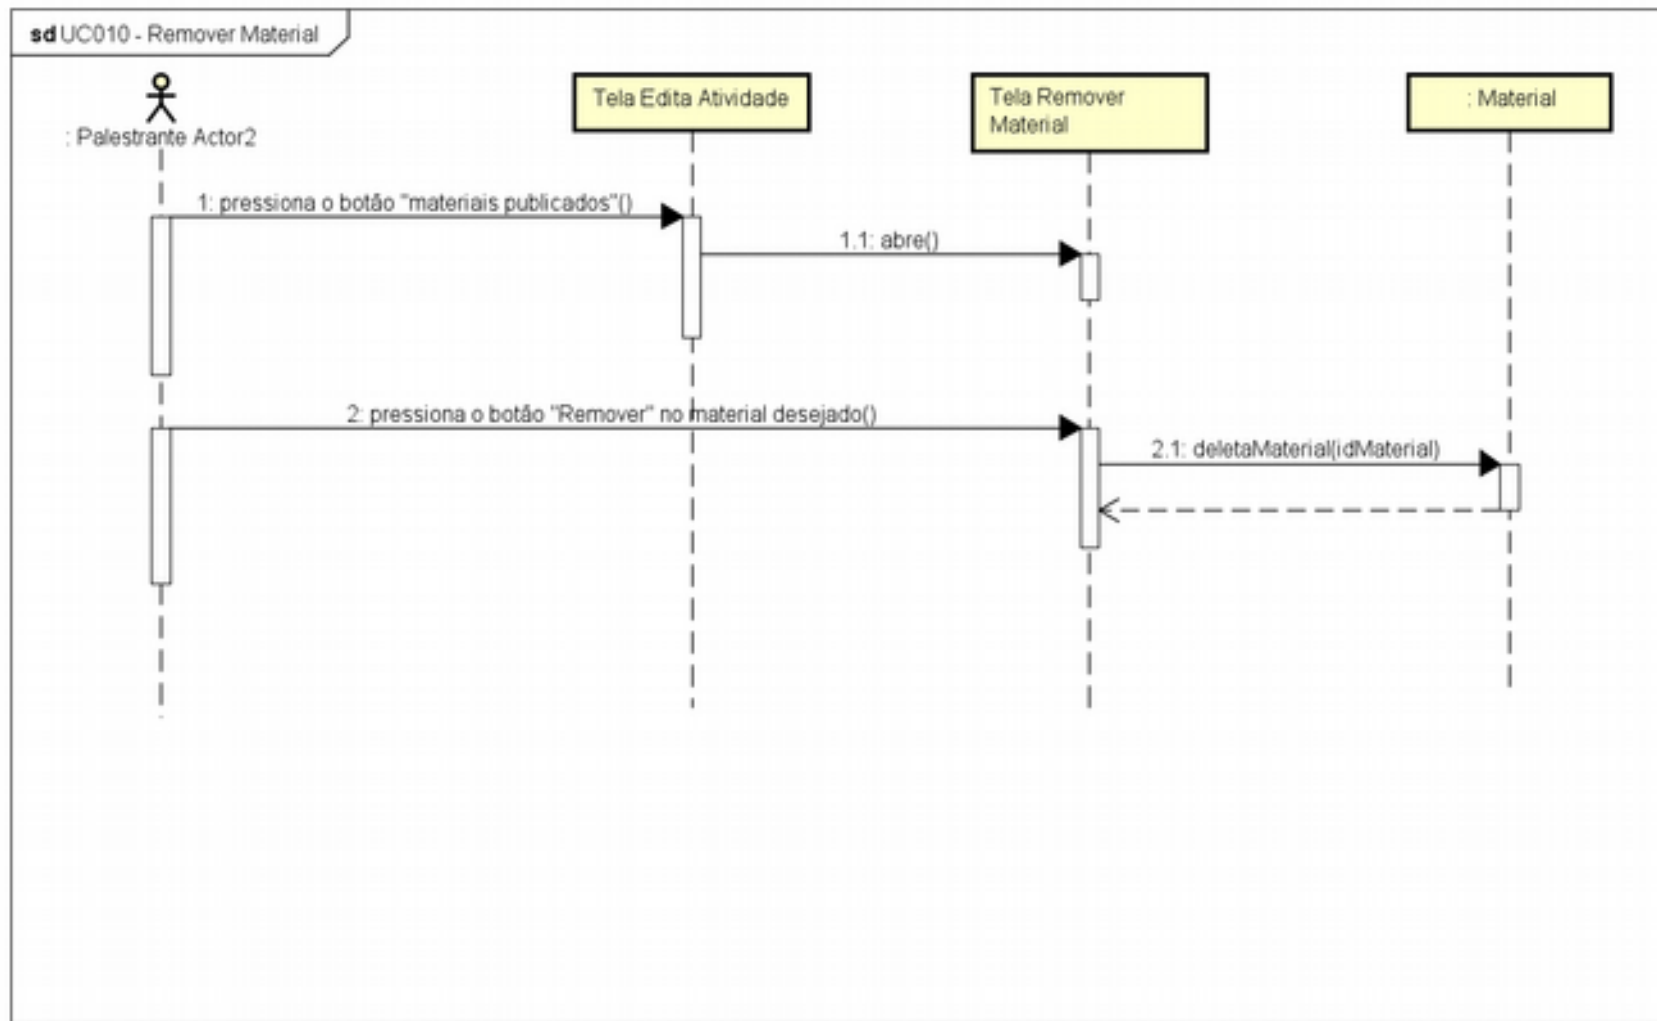 sd UC010 - Remover Material
: Palestrante Actor2
Tela Edita Atividade
Tela Remover
Material
: Material
1: pressiona o botão "materiais publicados"()
1.1: abre()
2: pressiona o botão "Remover" no material desejado()
2.1: deletaMaterial(idMaterial)